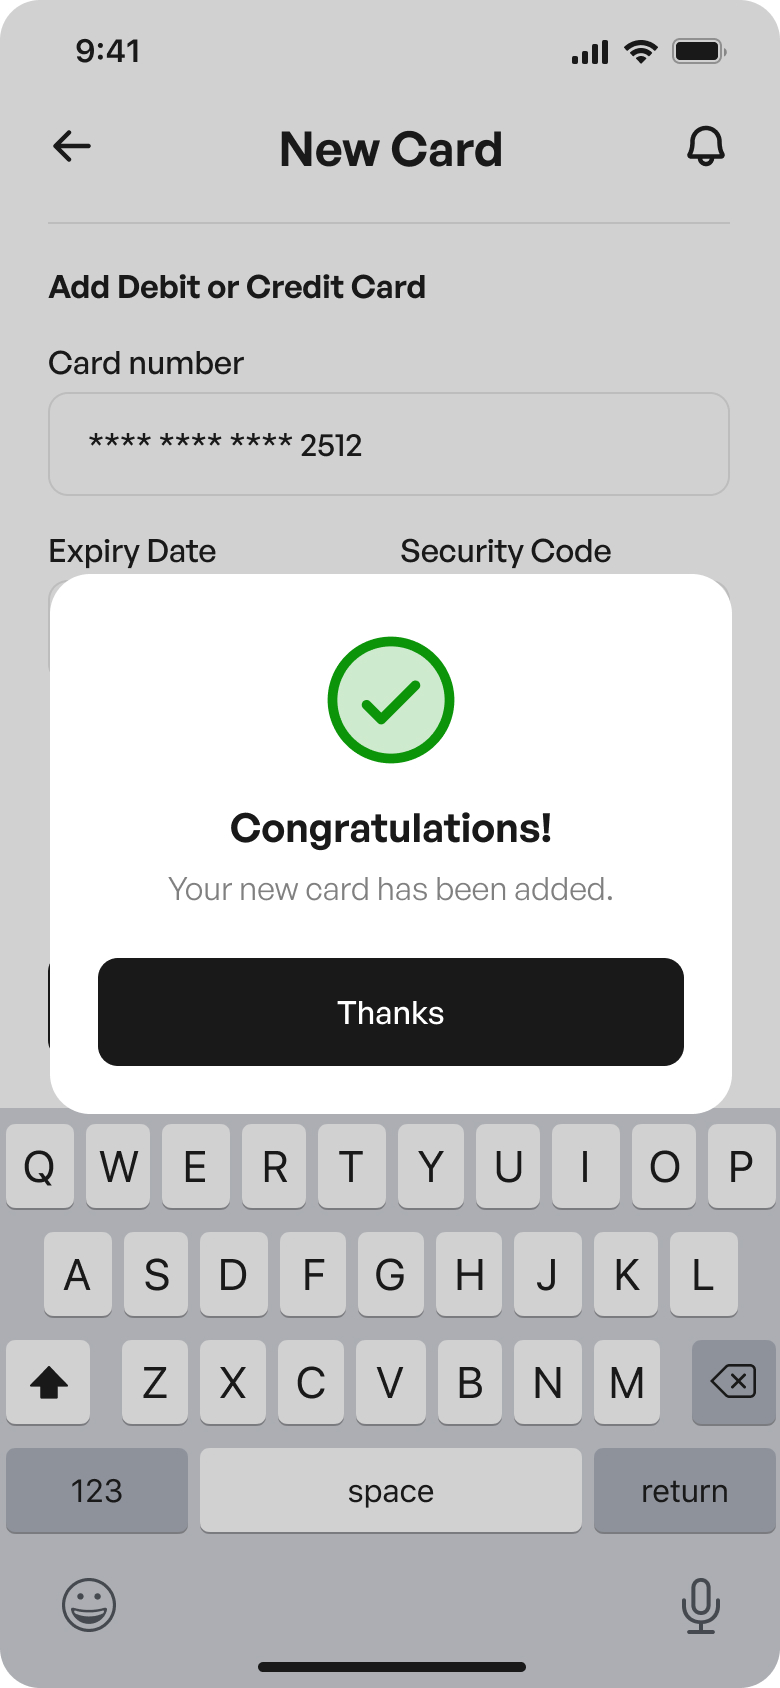 9:41
New Card
Add Debit or Credit Card
Card number
**** **** **** 2512
Expiry Date Security Code
Congratulations!
Your new card has been added.
Thanks
Q W E R T Y U I O P
A S D F G H J K L
Z X C V B N M
123 space return